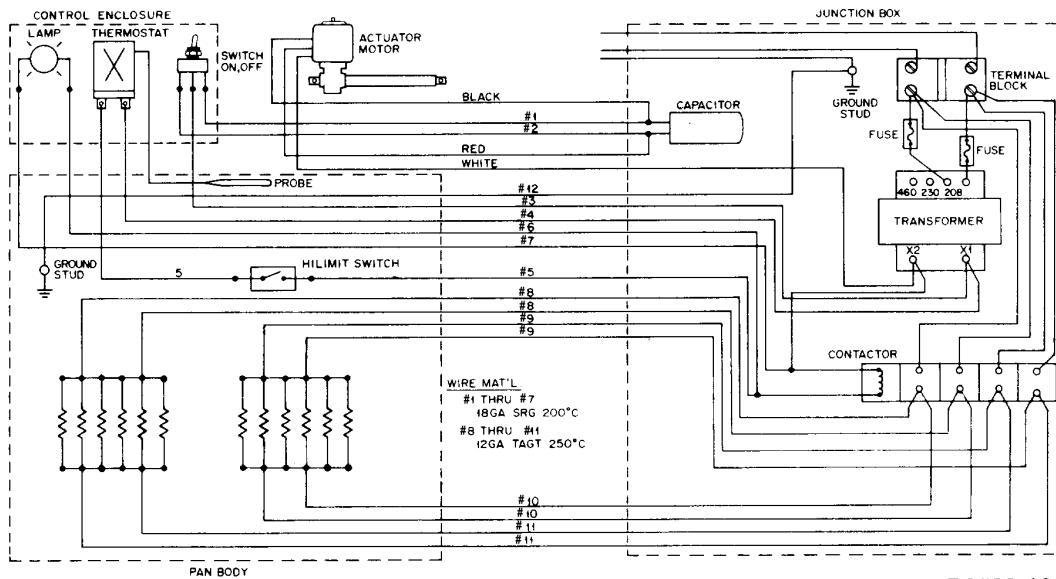 CONTROL ENCLOSURE
LAMP
THERMOSTAT
SWITCH
ON,OFF
ACTUATOR
MOTOR
JUNCTION BOX
TERMINAL
BLOCK
GROUND
STUD
CAPACITOR
FUSE
FUSE
BLACK
#1
#2
RED
WHITE
PROBE
#12
#3
#4
#6
#7
460 230 208
TRANSFORMER
X2 X1
GROUND
STUD
5
HILIMIT SWITCH
#5
#8
#8
#9
#9
CONTACTOR
WIRE MAT'L
#1 THRU #7
18GA SRG 200°C
#8 THRU #11
12GA TAGT 250°C
#10
#10
#11
#11
PAN BODY